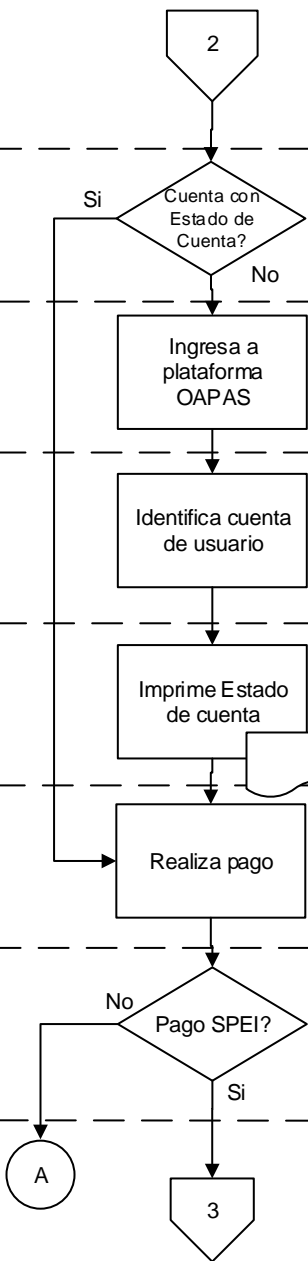 2
Cuenta con
Estado de
Cuenta?
Si
No
Ingresa a
plataforma
OAPAS
Identifica cuenta
de usuario
Imprime Estado
de cuenta
Realiza pago
No
Pago SPEI?
Si
A
3